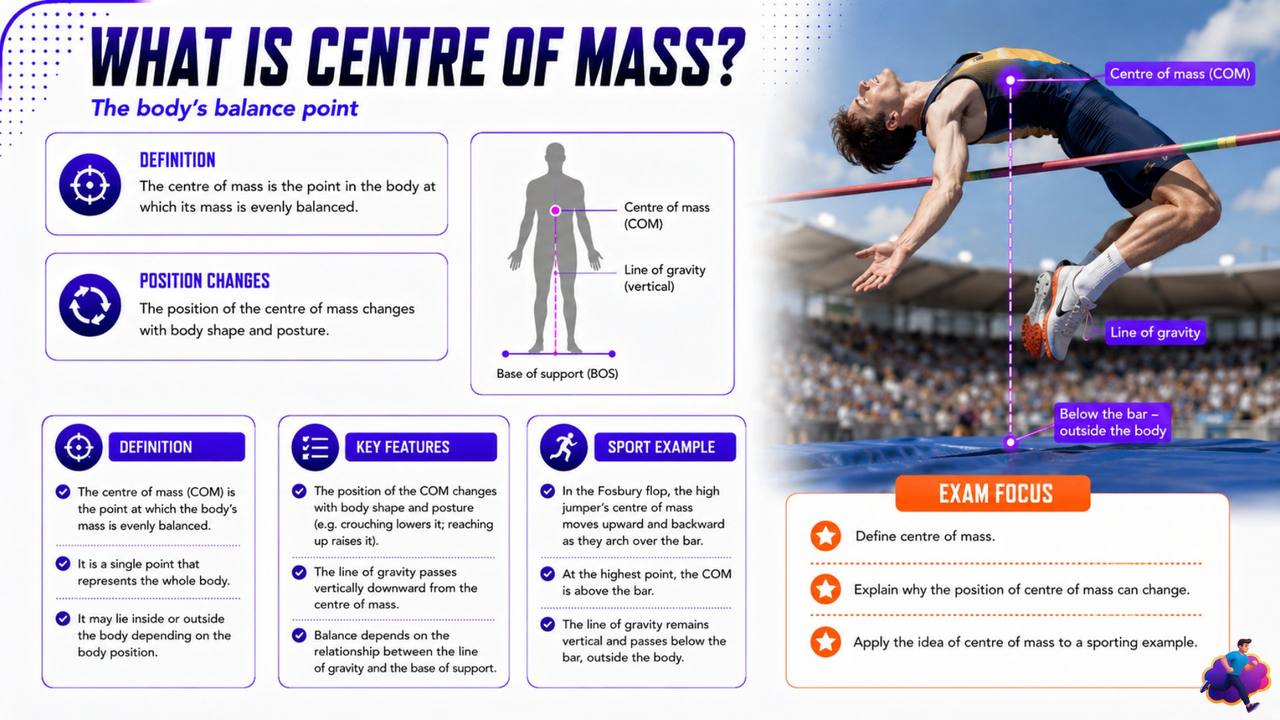 WHAT IS CENTRE OF MASS?
The body's balance point
DEFINITION
The centre of mass is the point in the body at
which its mass is evenly balanced.
POSITION CHANGES
The position of the centre of mass changes
with body shape and posture.
Centre of mass
(COM)
Line of gravity
(vertical)
Base of support (BOS)
Centre of mass (COM)
Line of gravity
Below the bar –
outside the body
DEFINITION
The centre of mass (COM) is
the point at which the body's
mass is evenly balanced.
It is a single point that
represents the whole body.
It may lie inside or outside
the body depending on the
body position.
KEY FEATURES
The position of the COM changes
with body shape and posture
(e.g. crouching lowers it; reaching
up raises it).
The line of gravity passes
vertically downward from the
centre of mass.
Balance depends on the
relationship between the line
of gravity and the base of support.
SPORT EXAMPLE
In the Fosbury flop, the high
jumper's centre of mass
moves upward and backward
as they arch over the bar.
At the highest point, the COM
is above the bar.
The line of gravity remains
vertical and passes below the
bar, outside the body.
EXAM FOCUS
Define centre of mass.
Explain why the position of centre of mass can change.
Apply the idea of centre of mass to a sporting example.